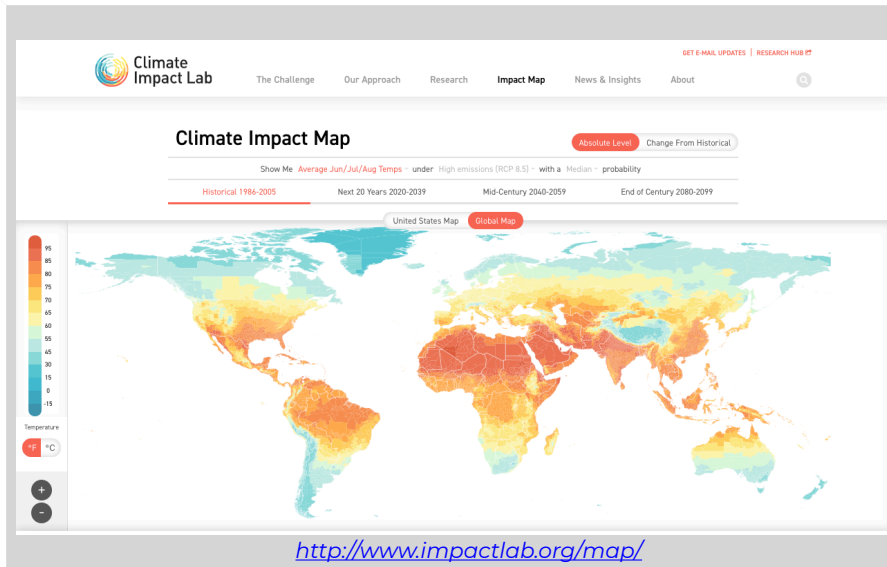 GET E-MAIL UPDATES | RESEARCH HUB
Climate
Impact Lab
The Challenge Our Approach Research Impact Map News & Insights About
Climate Impact Map
Absolute Level Change From Historical
Show Me Average Jun/Jul/Aug Temps - under High emissions (RCP 8.5) - with a Median - probability
Historical 1986-2005 Next 20 Years 2020-2039 Mid-Century 2040-2059 End of Century 2080-2099
United States Map Global Map
95
85
80
75
70
65
60
55
45
30
15
0
-15
Temperature
°F °C
+
-
http://www.impactlab.org/map/